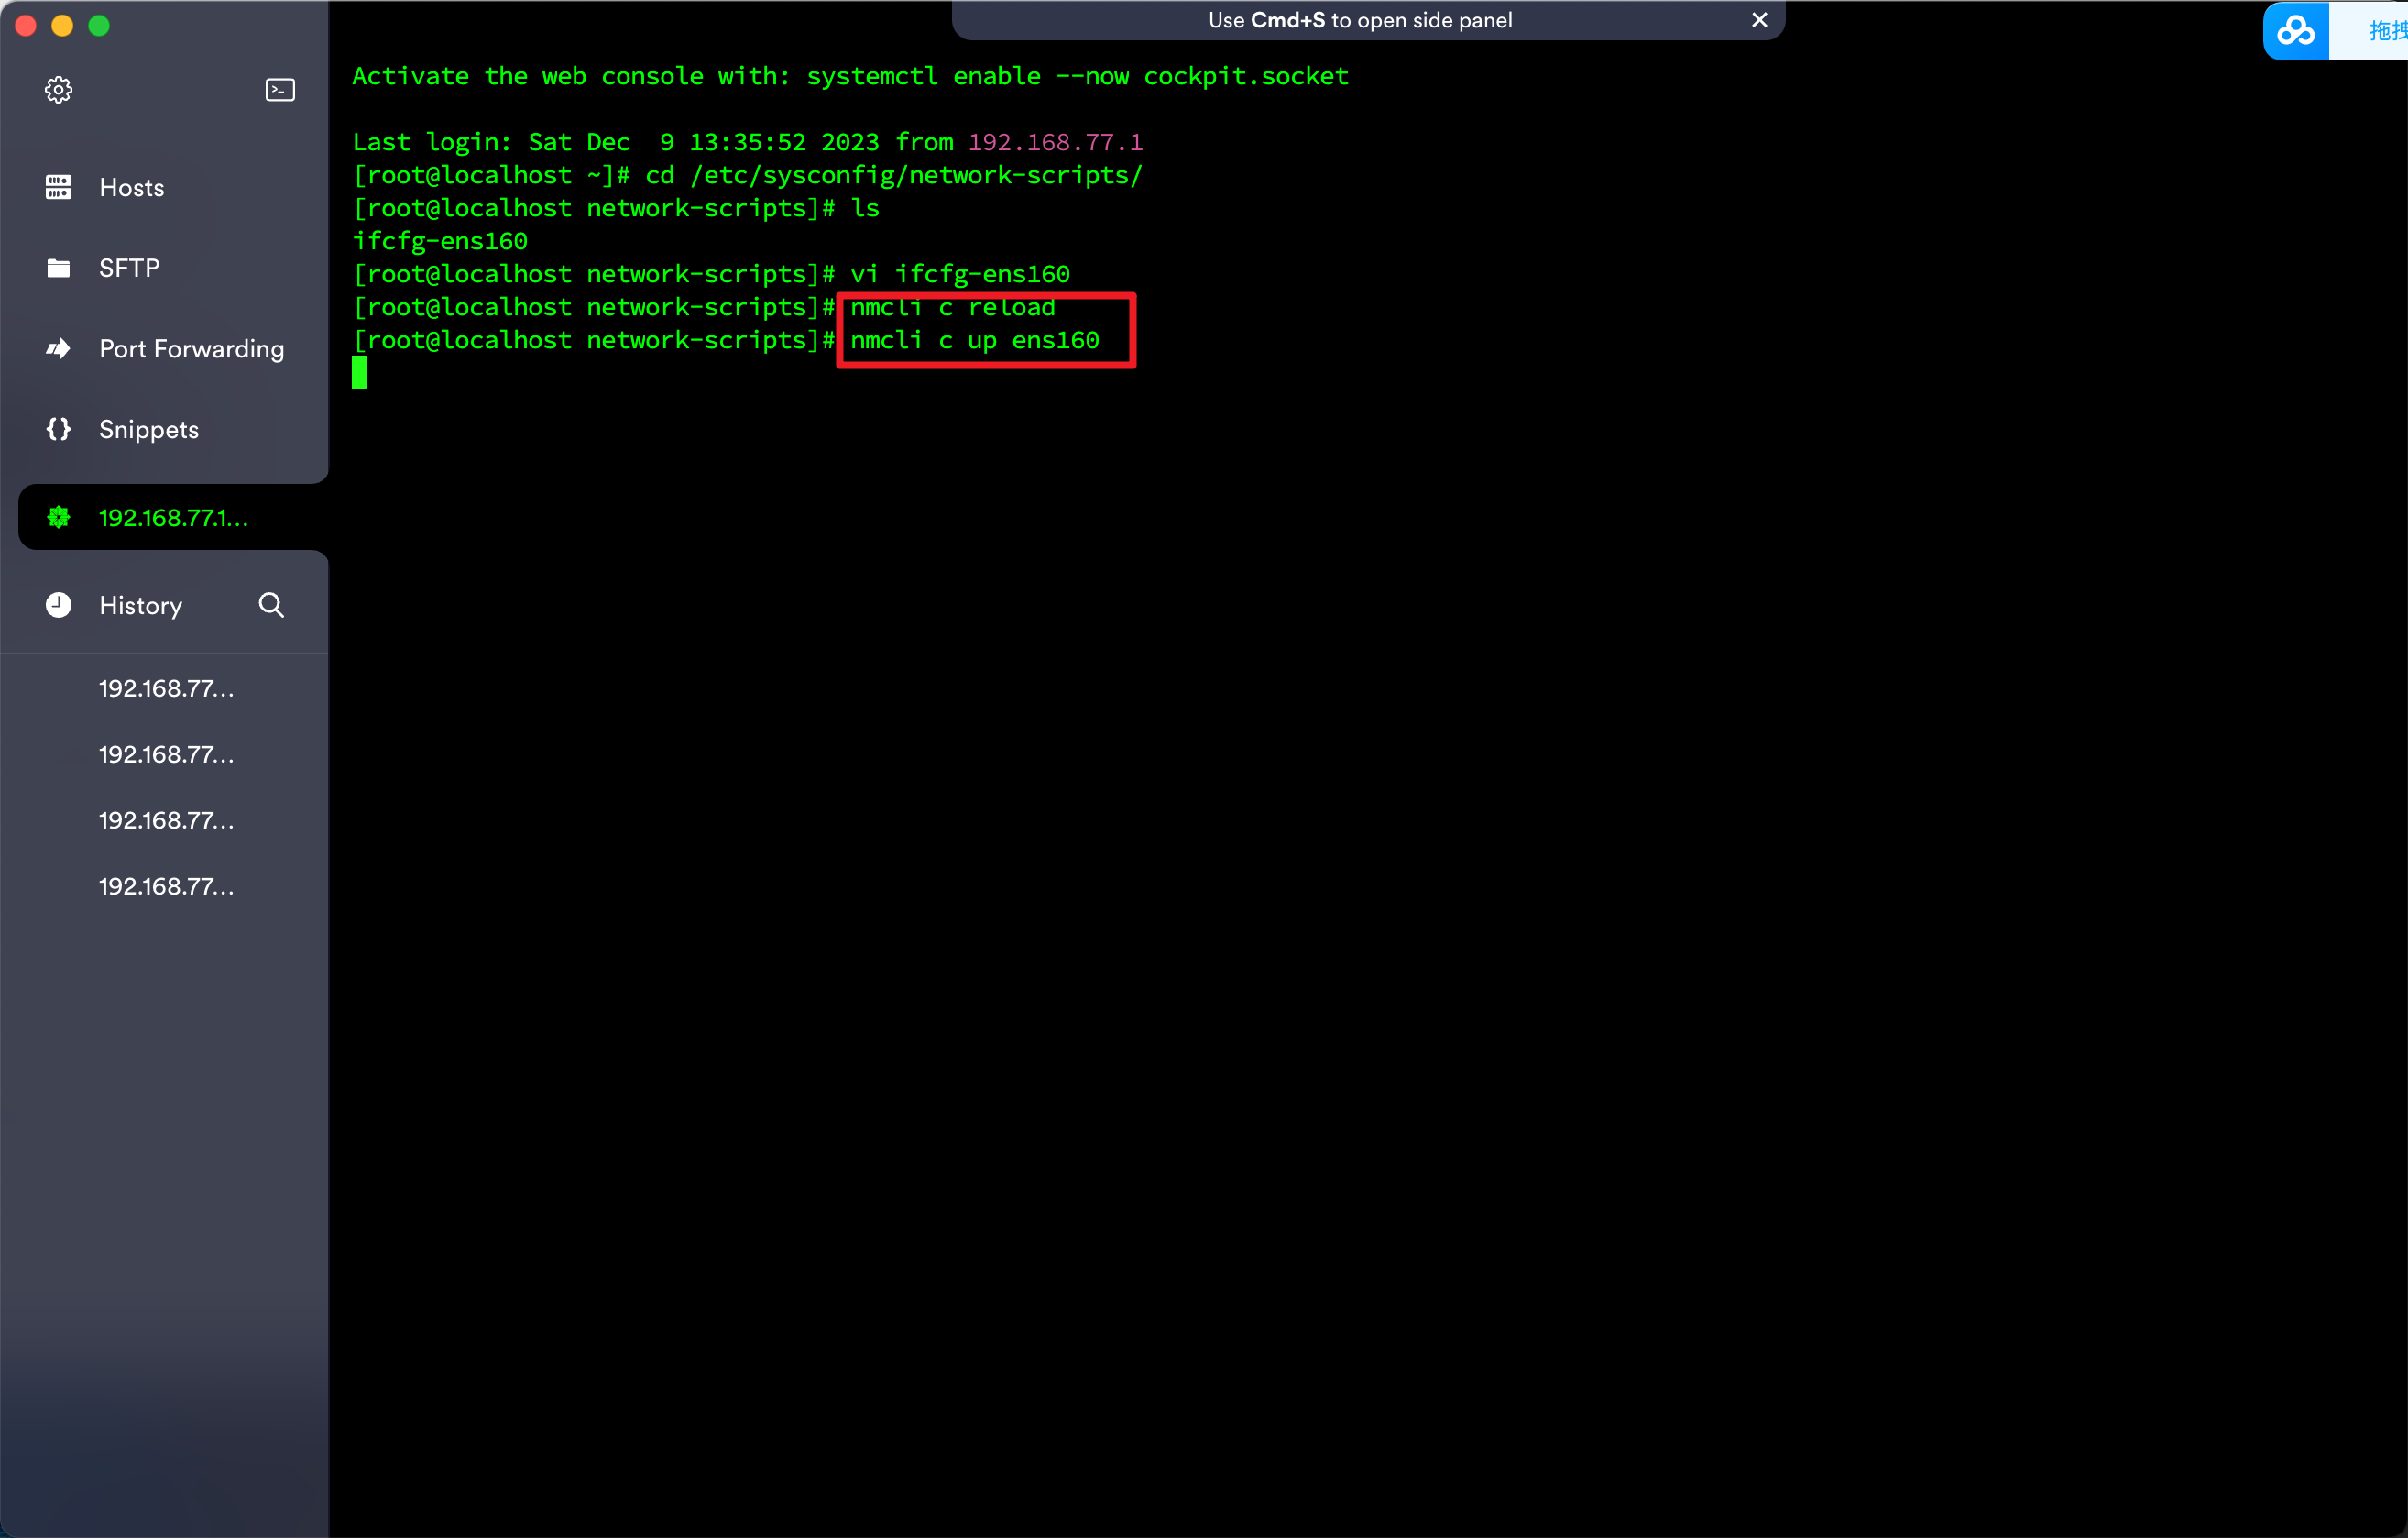 Use Cmd+S to open side panel
拖拽
Activate the web console with: systemctl enable --now cockpit.socket
Last login: Sat Dec  9 13:35:52 2023 from 192.168.77.1
[root@localhost ~]# cd /etc/sysconfig/network-scripts/
[root@localhost network-scripts]# ls
ifcfg-ens160
[root@localhost network-scripts]# vi ifcfg-ens160
[root@localhost network-scripts]# nmcli c reload
[root@localhost network-scripts]# nmcli c up ens160
Hosts
SFTP
Port Forwarding
Snippets
192.168.77.1...
History
192.168.77...
192.168.77...
192.168.77...
192.168.77...